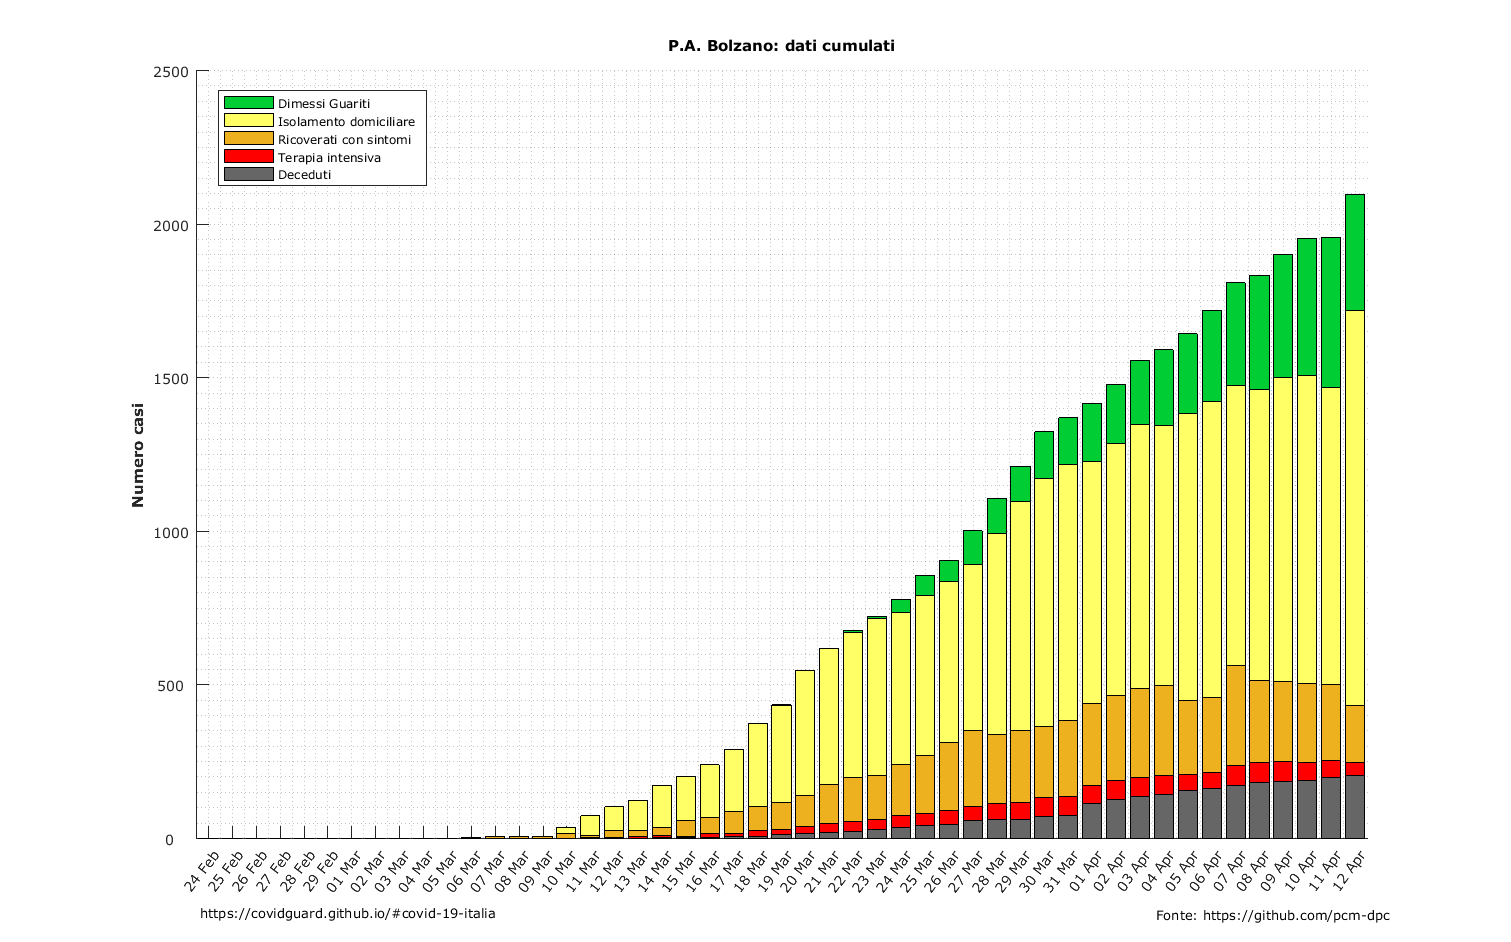 P.A. Bolzano: dati cumulati
2500
2000
1500
1000
500
0
Numero casi
Dimessi Guariti
Isolamento domiciliare
Ricoverati con sintomi
Terapia intensiva
Deceduti
24 Feb
25 Feb
26 Feb
27 Feb
28 Feb
29 Feb
01 Mar
02 Mar
03 Mar
04 Mar
05 Mar
06 Mar
07 Mar
08 Mar
09 Mar
10 Mar
11 Mar
12 Mar
13 Mar
14 Mar
15 Mar
16 Mar
17 Mar
18 Mar
19 Mar
20 Mar
21 Mar
22 Mar
23 Mar
24 Mar
25 Mar
26 Mar
27 Mar
28 Mar
29 Mar
30 Mar
31 Mar
01 Apr
02 Apr
03 Apr
04 Apr
05 Apr
06 Apr
07 Apr
08 Apr
09 Apr
10 Apr
11 Apr
12 Apr
https://covidguard.github.io/#covid-19-italia
Fonte: https://github.com/pcm-dpc